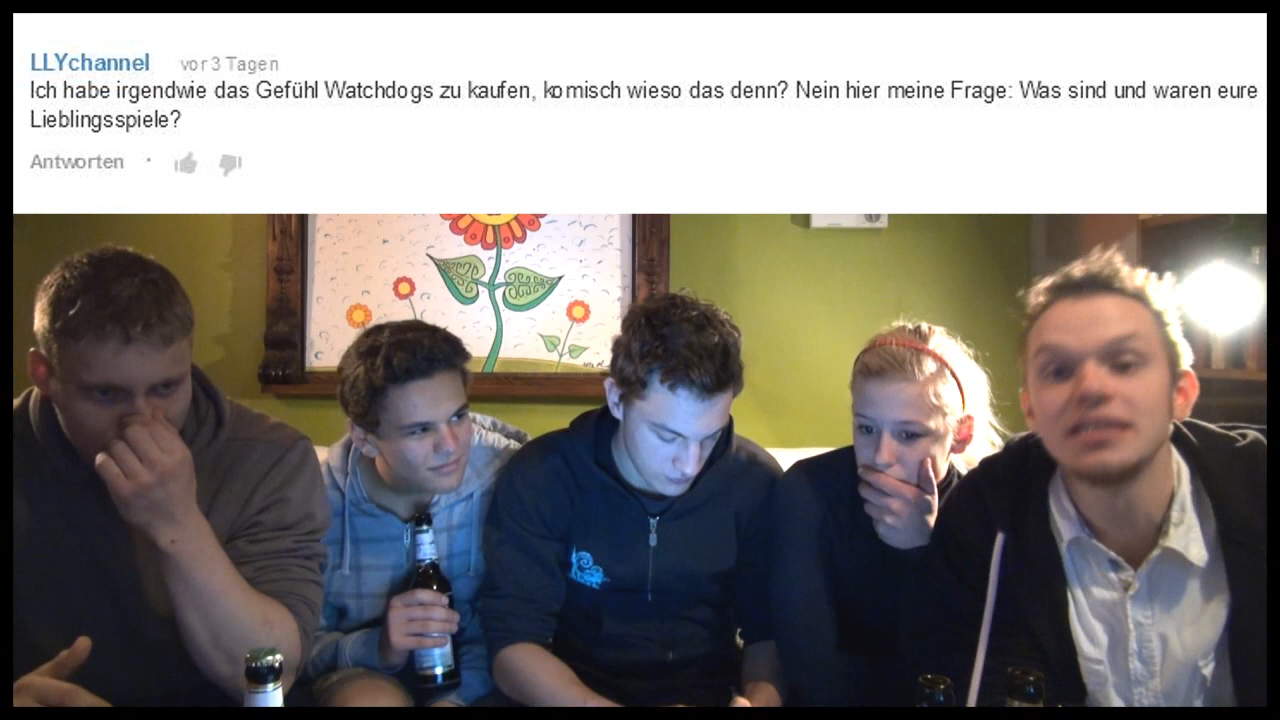 LLYchannel vor 3 Tagen
Ich habe irgendwie das Gefühl Watchdogs zu kaufen, komisch wieso das denn? Nein hier meine Frage: Was sind und waren eure
Lieblingsspiele?
Antworten ·